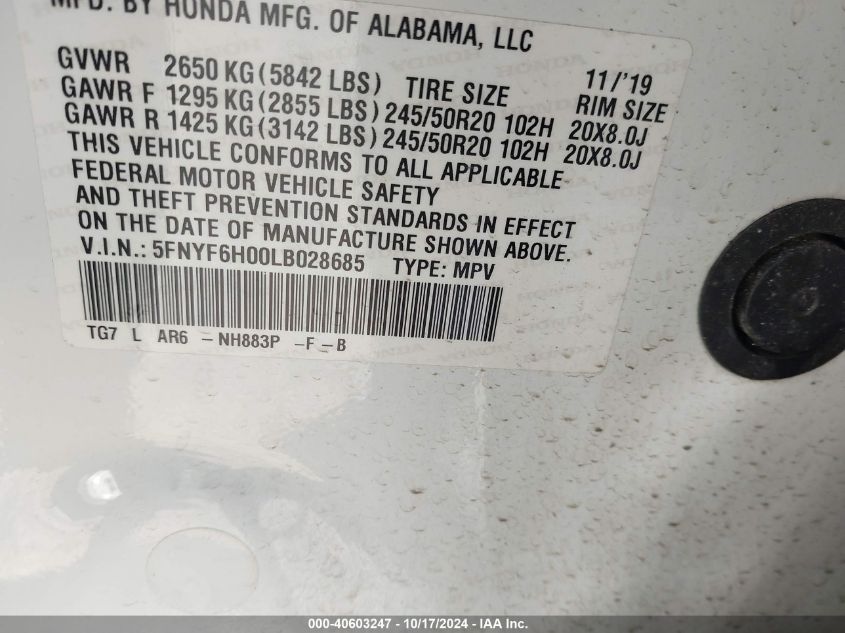 MFD. BY HONDA MFG. OF ALABAMA, LLC
GVWR 2650 KG (5842 LBS) TIRE SIZE 11/'19 RIM SIZE
GAWR F 1295 KG (2855 LBS) 245/50R20 102H 20X8.0J
GAWR R 1425 KG (3142 LBS) 245/50R20 102H 20X8.0J
THIS VEHICLE CONFORMS TO ALL APPLICABLE
FEDERAL MOTOR VEHICLE SAFETY
AND THEFT PREVENTION STANDARDS IN EFFECT
ON THE DATE OF MANUFACTURE SHOWN ABOVE.
V.I.N.: 5FNYF6H00LB028685 TYPE: MPV
TG7 L AR6 - NH883P - F - B
000-40603247 - 10/17/2024 - IAA Inc.